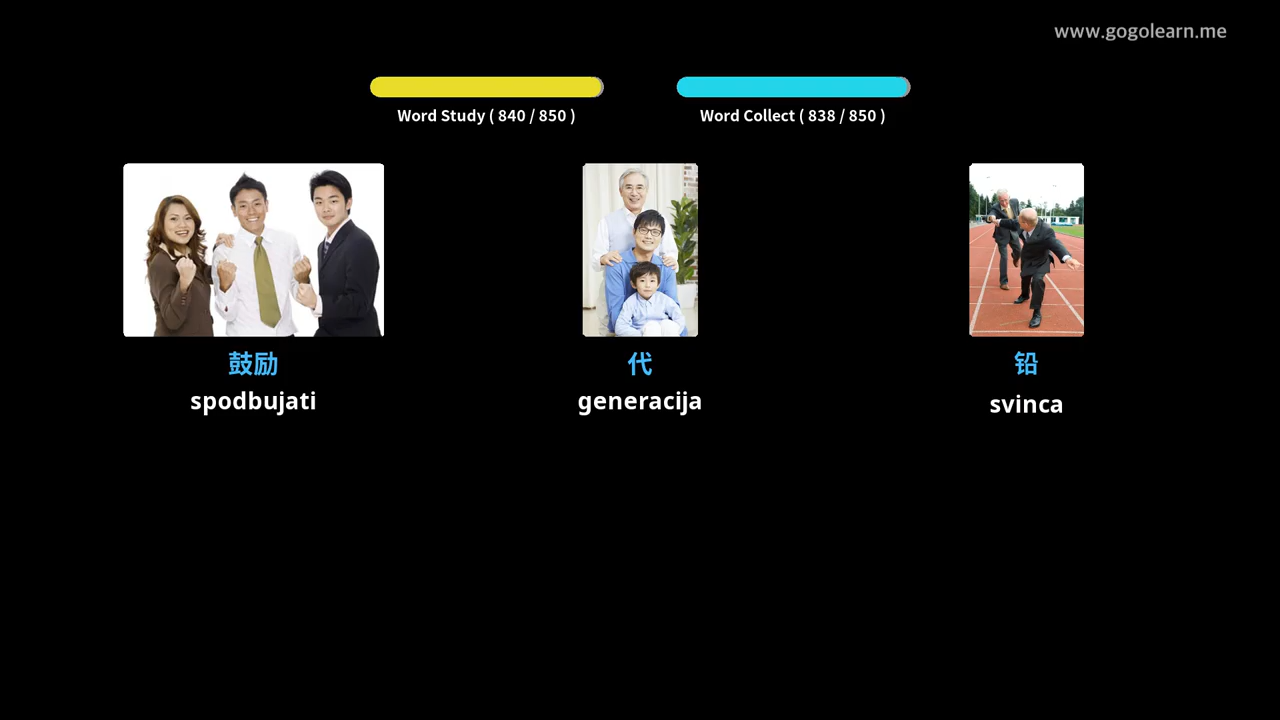 www.gogolearn.me
Word Study ( 840 / 850 )
Word Collect ( 838 / 850 )
鼓励
spodbujati
代
generacija
铅
svinca